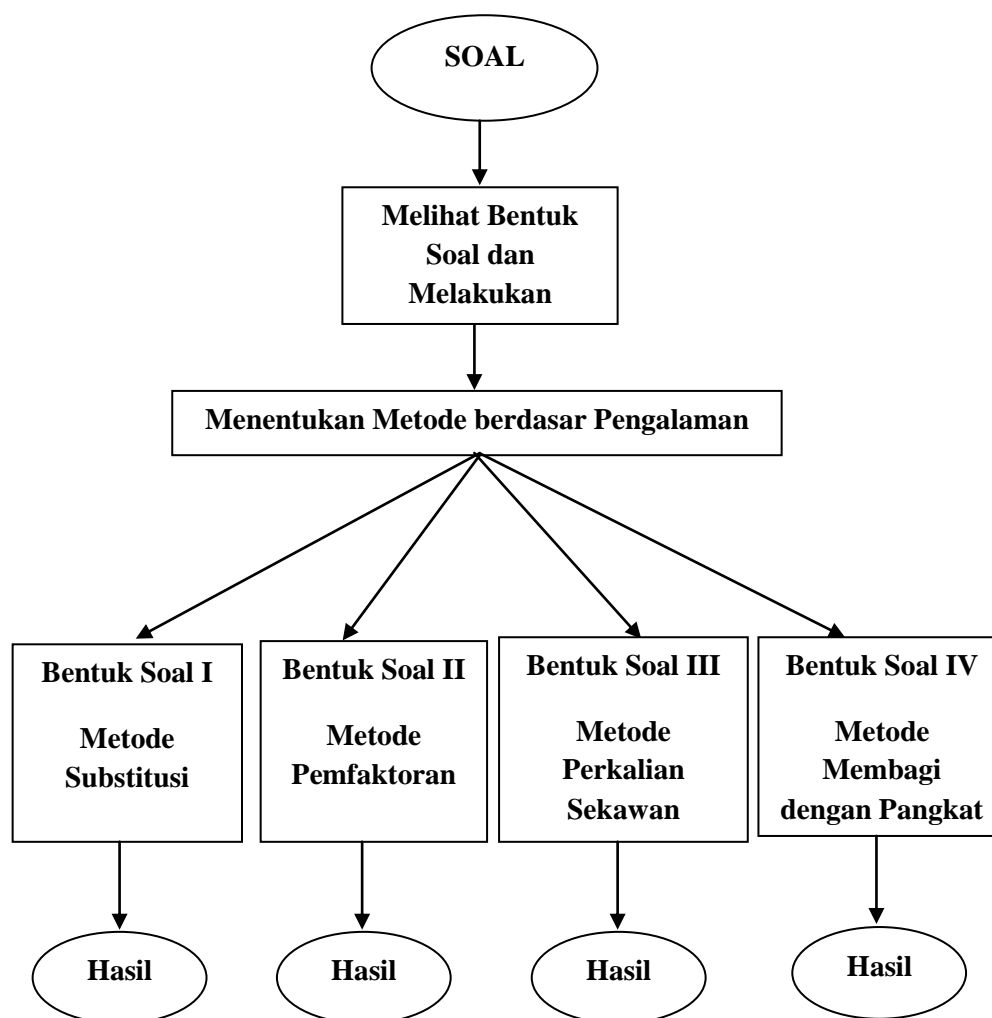 SOAL
Melihat Bentuk
Soal dan
Melakukan
Menentukan Metode berdasar Pengalaman
Bentuk Soal I
Metode
Substitusi
Bentuk Soal II
Metode
Pemfaktoran
Bentuk Soal III
Metode
Perkalian
Sekawan
Bentuk Soal IV
Metode
Membagi
dengan Pangkat
Hasil
Hasil
Hasil
Hasil